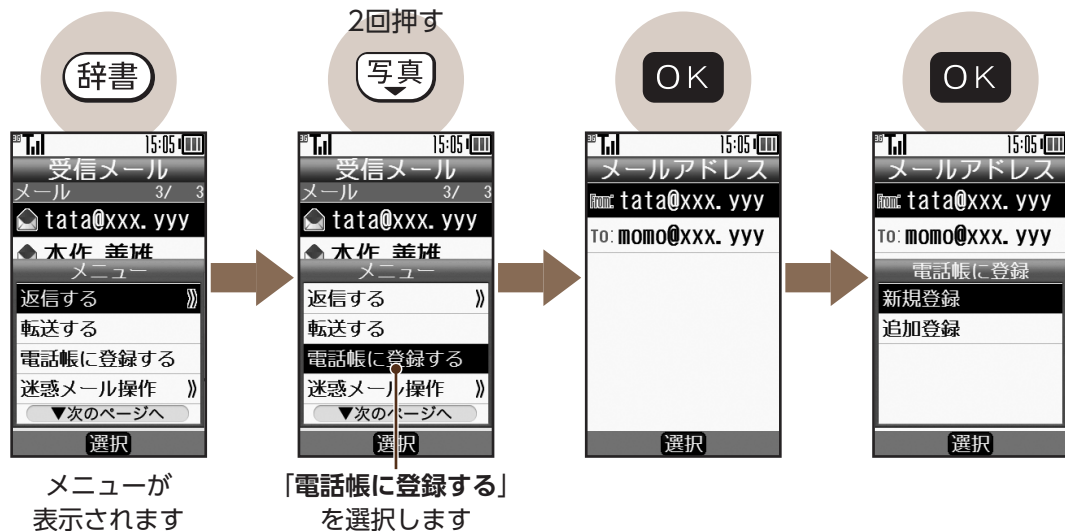 2回押す
辞書
写真
OK
OK
3G 15:05
受信メール
メール 3/ 3
tata@xxx.yyy
木作 善雄
メニュー
返信する
転送する
電話帳に登録する
迷惑メール操作
▼次のページへ
選択
メニューが
表示されます
3G 15:05
受信メール
メール 3/ 3
tata@xxx.yyy
木作 善雄
メニュー
返信する
転送する
電話帳に登録する
迷惑メール操作
▼次のページへ
選択
「電話帳に登録する」
を選択します
3G 15:05
メールアドレス
From: tata@xxx.yyy
TO: momo@xxx.yyy
選択
3G 15:05
メールアドレス
From: tata@xxx.yyy
TO: momo@xxx.yyy
電話帳に登録
新規登録
追加登録
選択